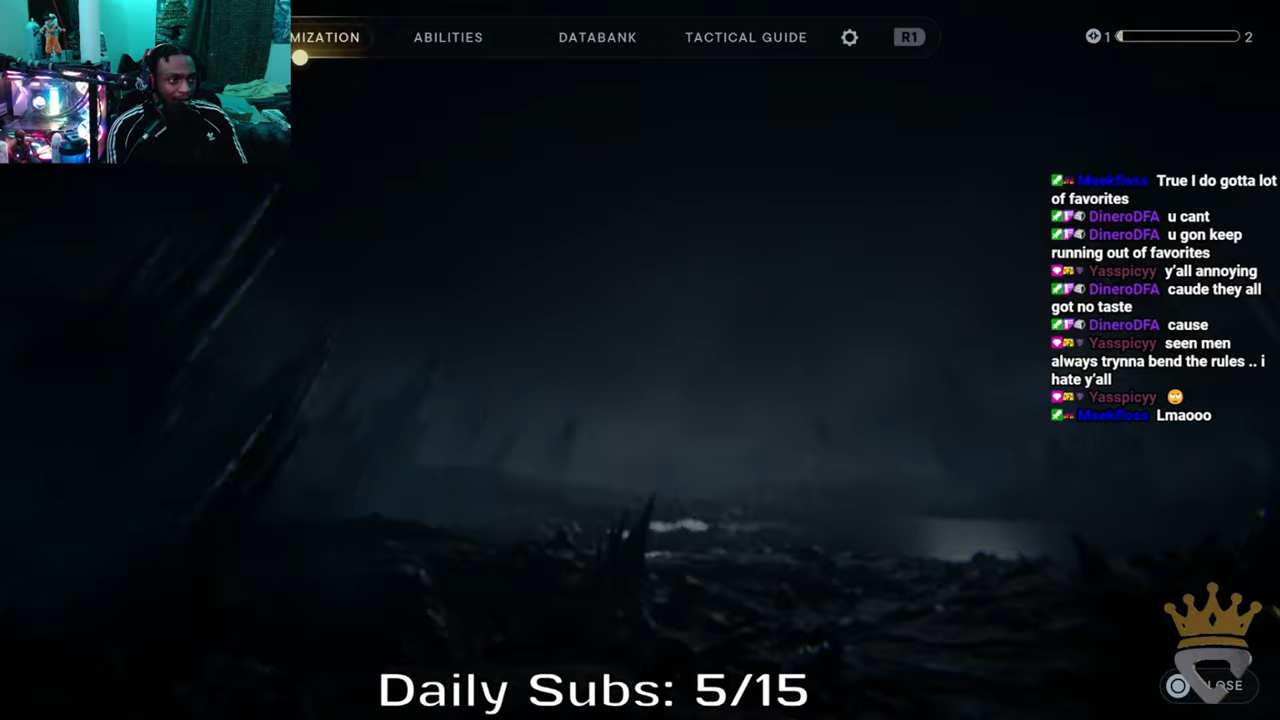 MIZATION
ABILITIES
DATABANK
TACTICAL GUIDE
R1
1
2
Meekfloss True I do gotta lot
of favorites
DineroDFA u cant
DineroDFA u gon keep
running out of favorites
Yasspicyy y'all annoying
DineroDFA caude they all
got no taste
DineroDFA cause
Yasspicyy seen men
always trynna bend the rules .. i
hate y'all
Yasspicyy 🙄
Meekfloss Lmaooo
Daily Subs: 5/15
LOSE